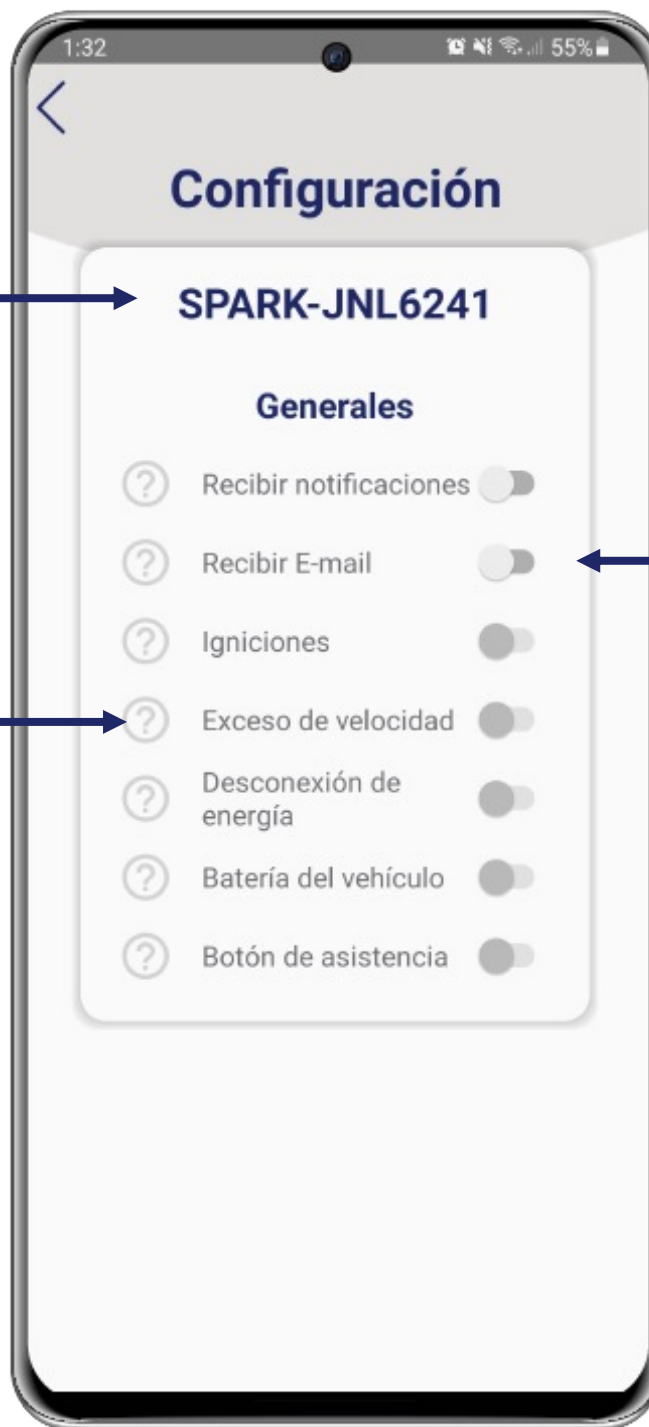 1:32
55%
Configuración
SPARK-JNL6241
Generales
? Recibir notificaciones
? Recibir E-mail
? Igniciones
? Exceso de velocidad
? Desconexión de
energía
? Batería del vehículo
? Botón de asistencia